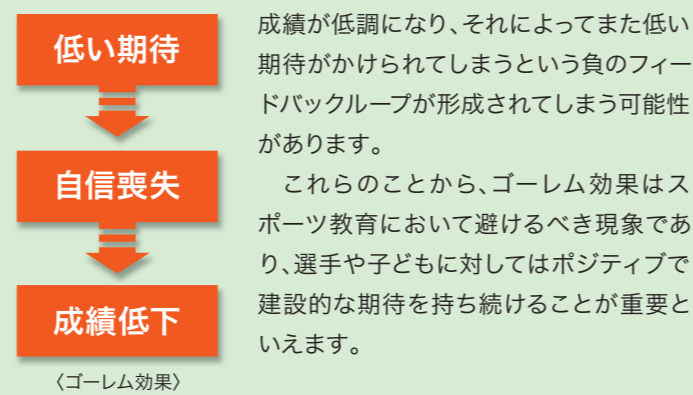 低い期待
自信喪失
成績低下
〈ゴーレム効果〉
成績が低調になり、それによってまた低い
期待がかけられてしまうという負のフィー
ドバックループが形成されてしまう可能性
があります。
　これらのことから、ゴーレム効果はス
ポーツ教育において避けるべき現象であ
り、選手や子どもに対してはポジティブで
建設的な期待を持ち続けることが重要と
いえます。